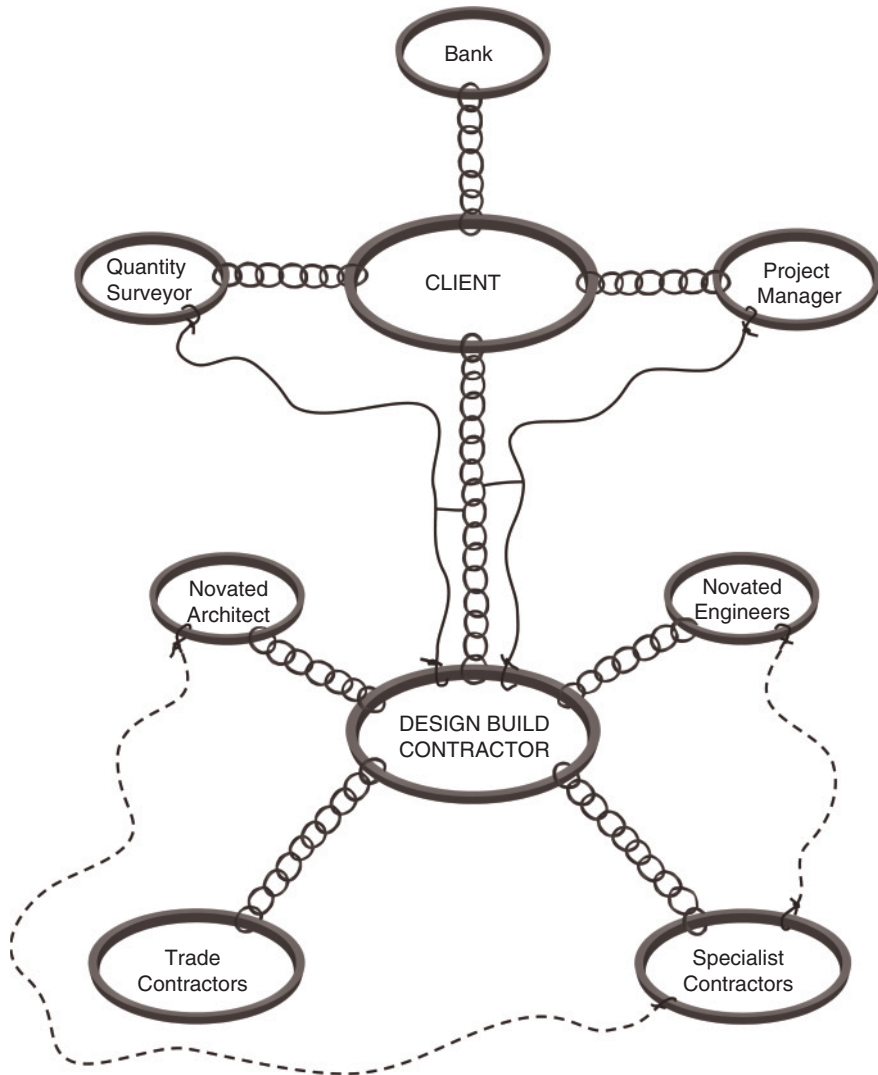 Bank
Quantity
Surveyor
CLIENT
Project
Manager
Novated
Architect
Novated
Engineers
DESIGN BUILD
CONTRACTOR
Trade
Contractors
Specialist
Contractors